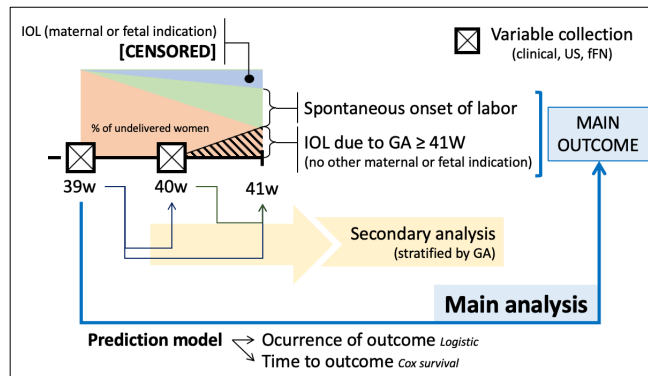 IOL (maternal or fetal indication)
[CENSORED]
Variable collection
(clinical, US, fFN)
Spontaneous onset of labor
% of undelivered women
IOL due to GA ≥ 41W
(no other maternal or fetal indication)
MAIN
OUTCOME
39w
40w
41w
Secondary analysis
(stratified by GA)
Main analysis
Prediction model
Ocurrence of outcome Logistic
Time to outcome Cox survival